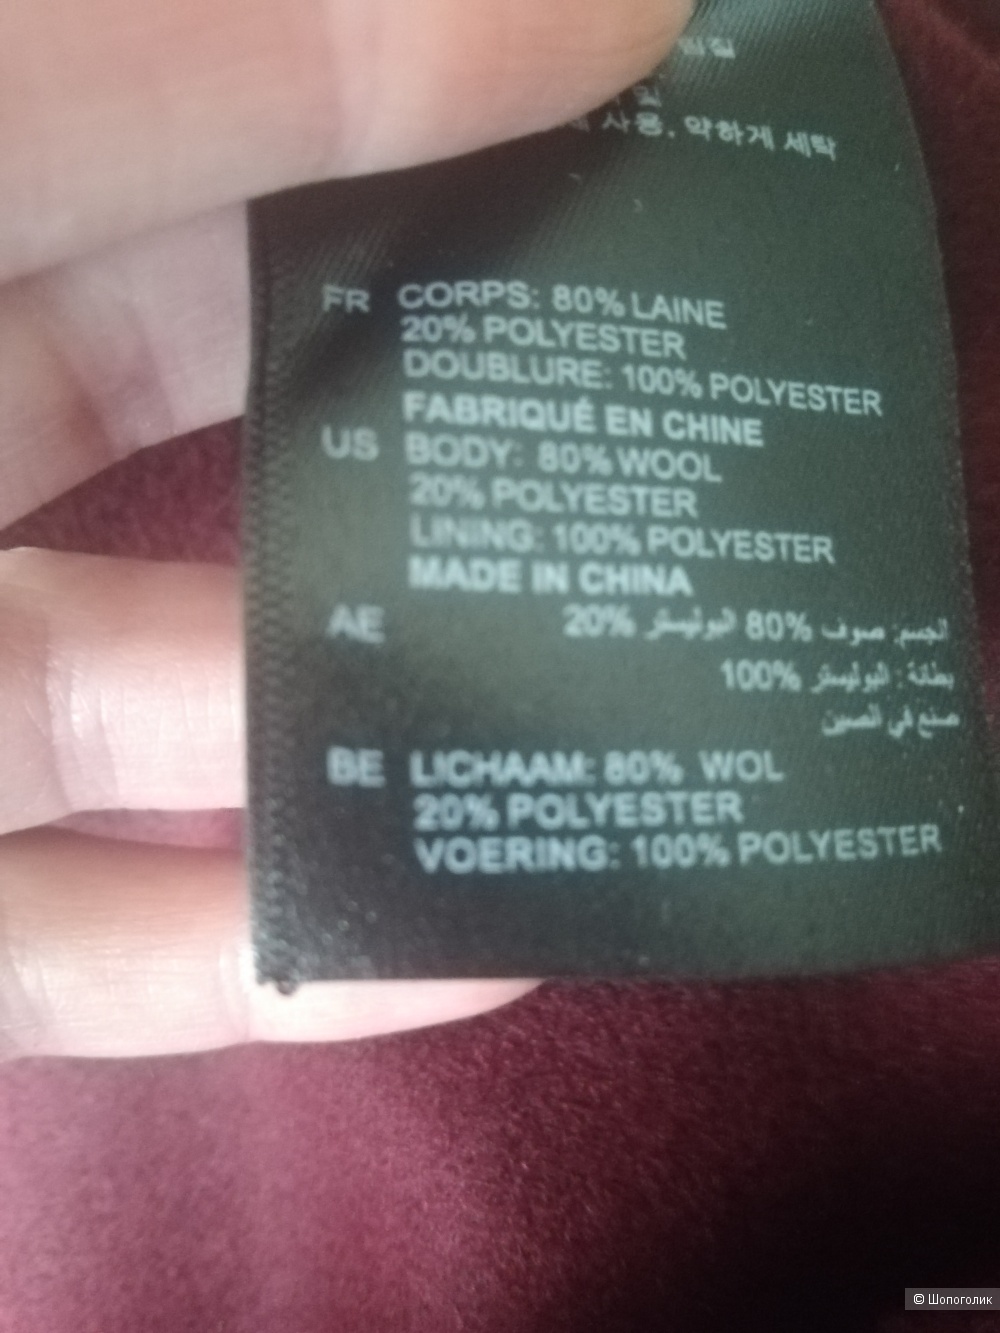 사용. 약하게 세탁
FR CORPS: 80% LAINE
20% POLYESTER
DOUBLURE: 100% POLYESTER
FABRIQUÉ EN CHINE
US BODY: 80% WOOL
20% POLYESTER
LINING: 100% POLYESTER
MADE IN CHINA
AE الجسم: صوف 80% البوليستر 20%
بطانة: البوليستر 100%
صنع في الصين
BE LICHAAM: 80% WOL
20% POLYESTER
VOERING: 100% POLYESTER
© Шопоголик